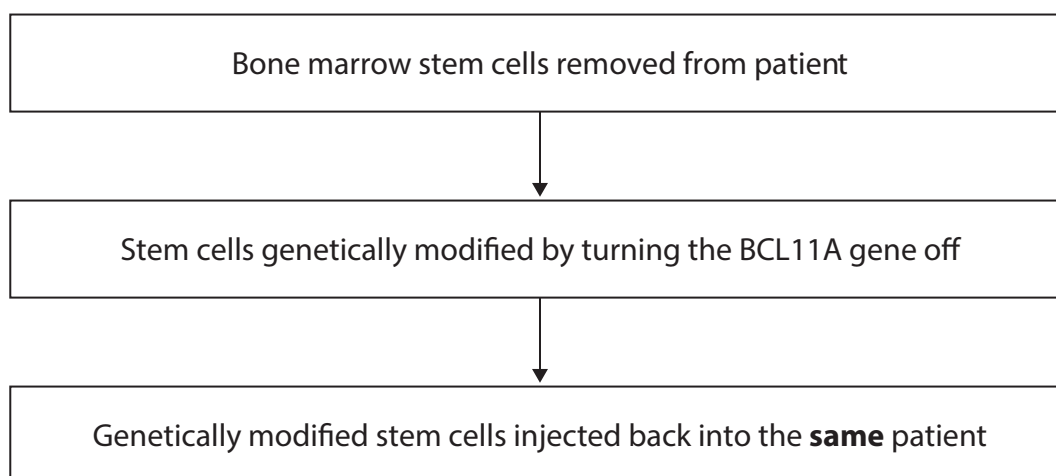 Bone marrow stem cells removed from patient
Stem cells genetically modified by turning the BCL11A gene off
Genetically modified stem cells injected back into the same patient